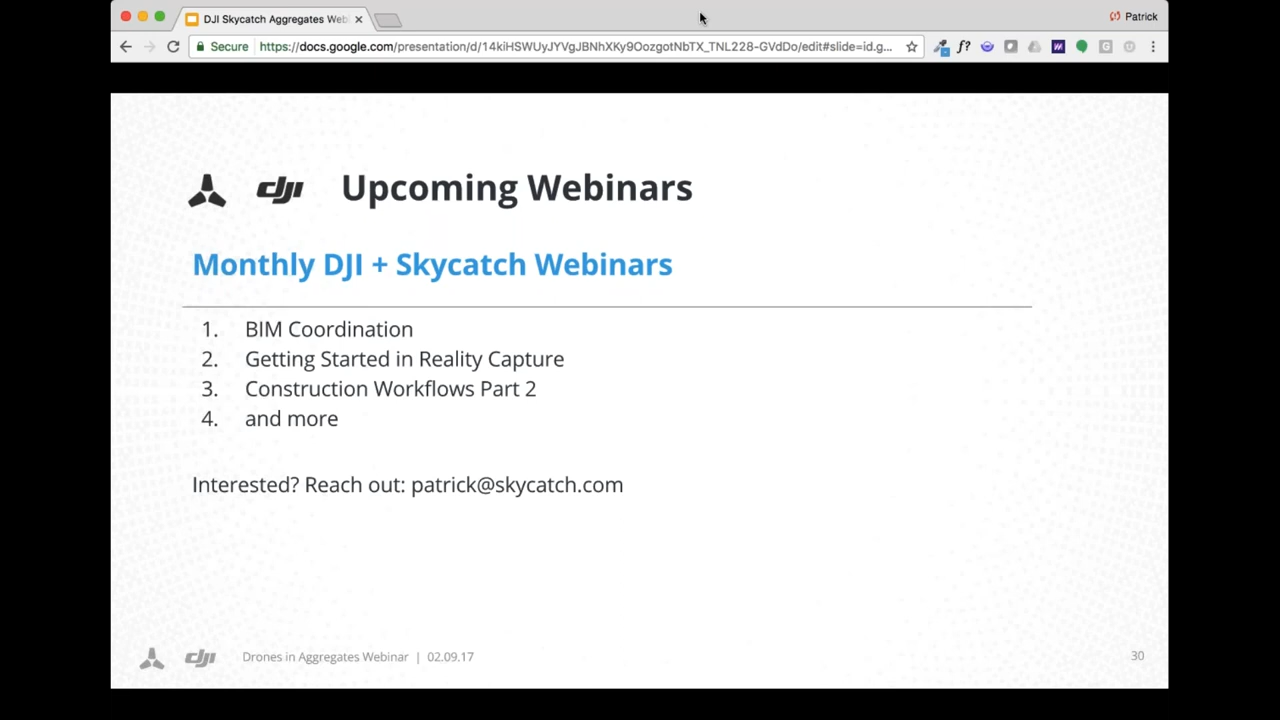 DJI Skycatch Aggregates Web
Patrick
Secure
https://docs.google.com/presentation/d/14kiHSWUyJYVgJBNhXKy9OozgotNbTX_TNL228-GVdDo/edit#slide=id.g...
dji Upcoming Webinars
Monthly DJI + Skycatch Webinars
1. BIM Coordination
2. Getting Started in Reality Capture
3. Construction Workflows Part 2
4. and more
Interested? Reach out: patrick@skycatch.com
dji Drones in Aggregates Webinar | 02.09.17
30